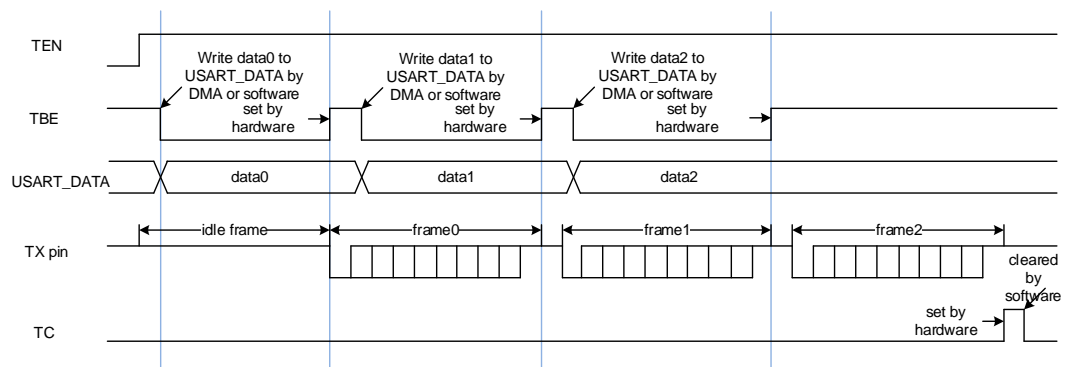 TEN
Write data0 to
USART_DATA by
DMA or software
Write data1 to
USART_DATA by
DMA or software
Write data2 to
USART_DATA by
DMA or software
TBE
set by
hardware
set by
hardware
set by
hardware
USART_DATA
data0
data1
data2
idle frame
frame0
frame1
frame2
TX pin
cleared
by
software
set by
hardware
TC